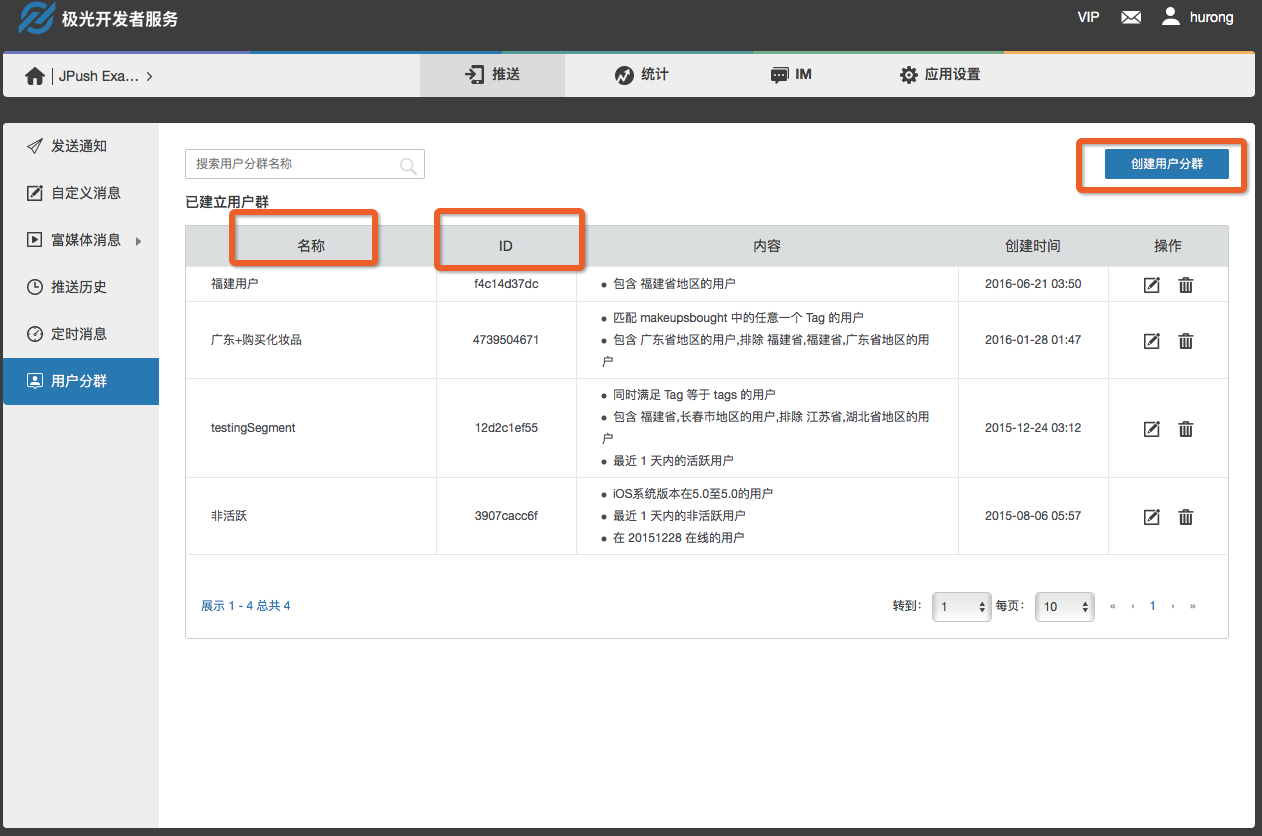 极光开发者服务
VIP
hurong
JPush Exa...
推送
统计
IM
应用设置
发送通知
自定义消息
富媒体消息
推送历史
定时消息
用户分群
搜索用户分群名称
创建用户分群
已建立用户群
名称 ID 内容 创建时间 操作
福建用户 f4c14d37dc
包含 福建省地区的用户
2016-06-21 03:50
广东+购买化妆品 4739504671
匹配 makeupsbought 中的任意一个 Tag 的用户
包含 广东省地区的用户,排除 福建省,福建省,广东省地区的用
户
2016-01-28 01:47
testingSegment 12d2c1ef55
同时满足 Tag 等于 tags 的用户
包含 福建省,长春市地区的用户,排除 江苏省,湖北省地区的用
户
最近 1 天内的活跃用户
2015-12-24 03:12
非活跃 3907cacc6f
iOS系统版本在5.0至5.0的用户
最近 1 天内的非活跃用户
在 20151228 在线的用户
2015-08-06 05:57
展示 1 - 4 总共 4
转到: 1 每页: 10 « ‹ 1 › »